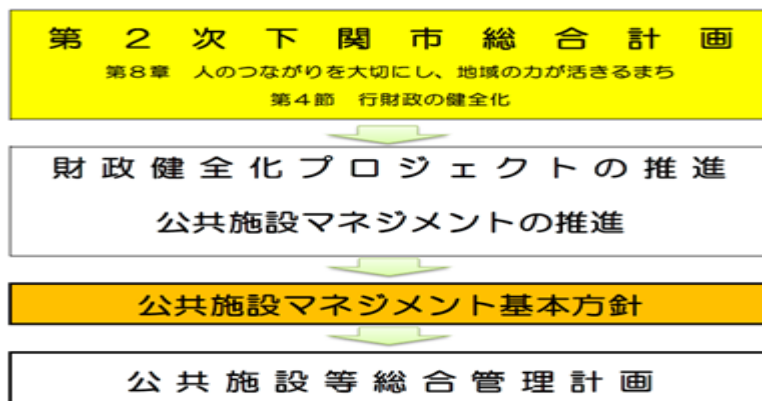 第２次下関市総合計画
第８章　人のつながりを大切にし、地域の力が活きるまち
第４節　行財政の健全化
財政健全化プロジェクトの推進
公共施設マネジメントの推進
公共施設マネジメント基本方針
公共施設等総合管理計画